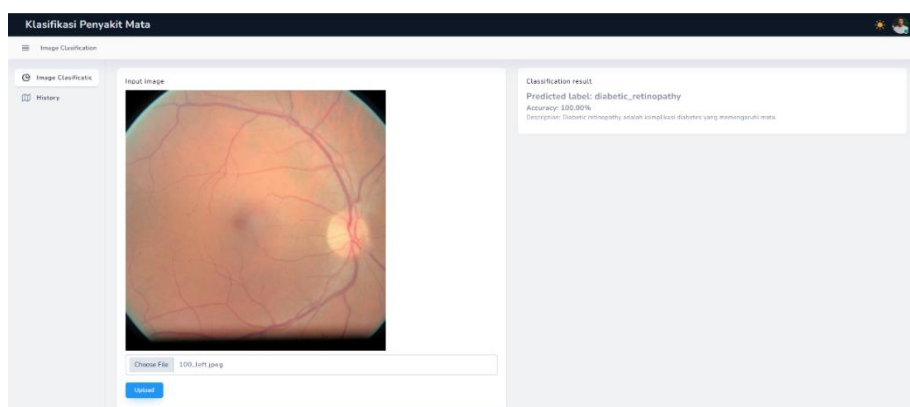 Klasifikasi Penyakit Mata
Image Clasification
Image Clasificatic
History
Input image
Choose File 100_left.jpeg
Upload
Classification result
Predicted label: diabetic_retinopathy
Accuracy: 100.00%
Description: Diabetic retinopathy adalah komplikasi diabetes yang memengaruhi mata.